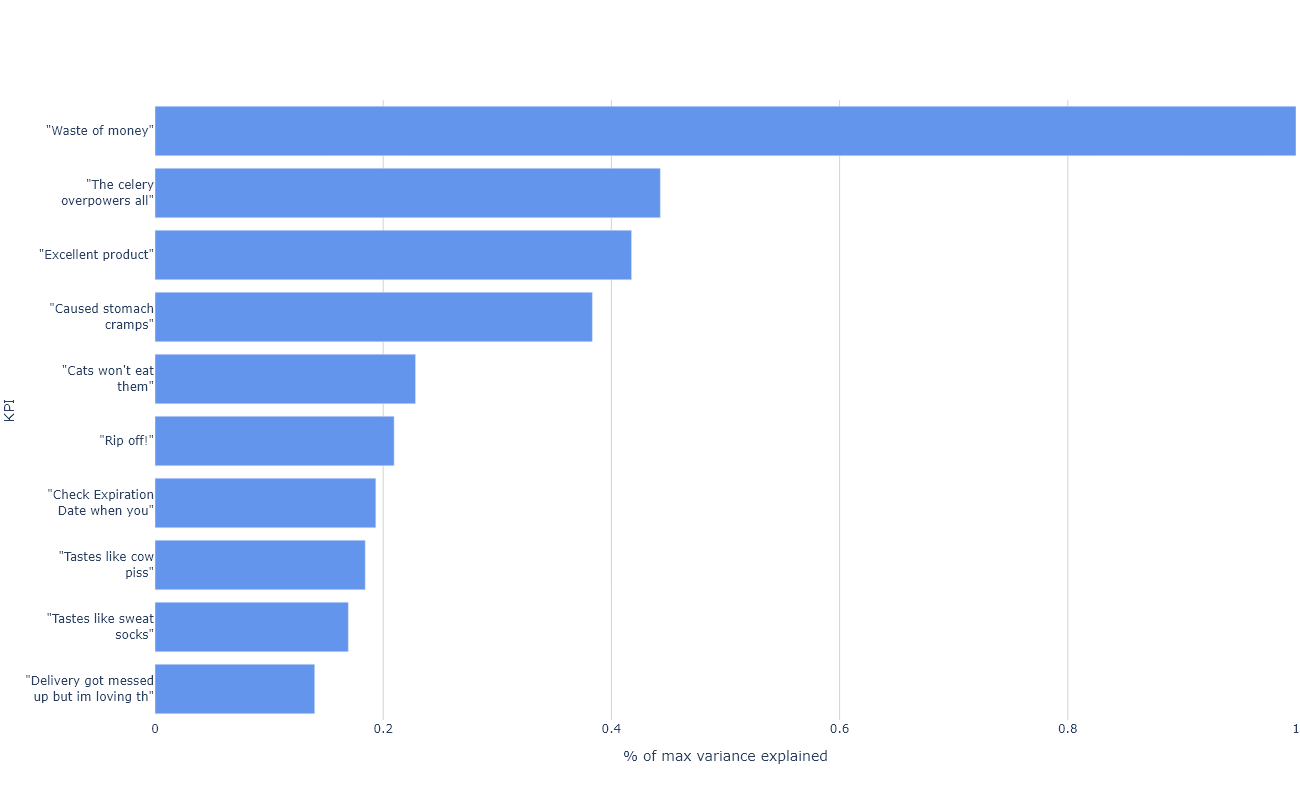 "Waste of money"
"The celery
overpowers all"
"Excellent product"
"Caused stomach
cramps"
"Cats won't eat
them"
"Rip off!"
"Check Expiration
Date when you"
"Tastes like cow
piss"
"Tastes like sweat
socks"
"Delivery got messed
up but im loving th"
KPI
0 0.2 0.4 0.6 0.8 1
% of max variance explained